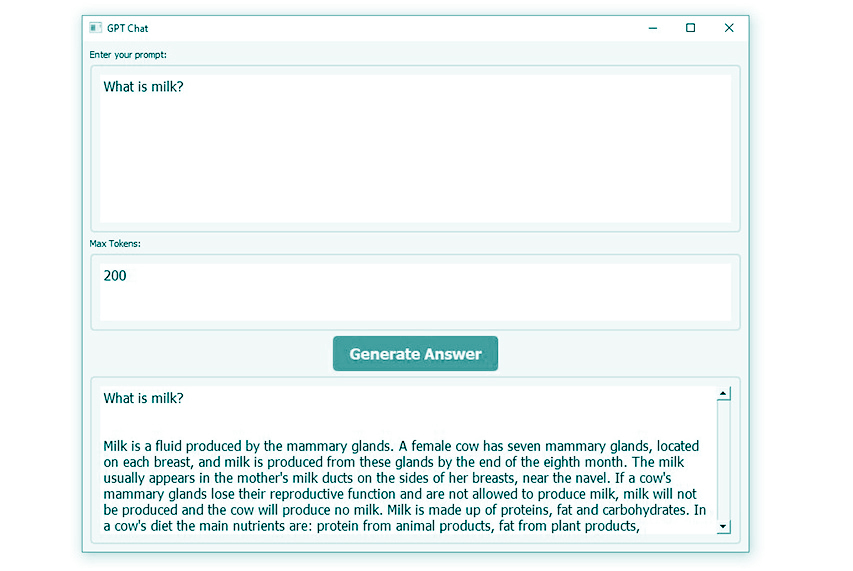 GPT Chat
Enter your prompt:
What is milk?
Max Tokens:
200
Generate Answer
What is milk?
Milk is a fluid produced by the mammary glands. A female cow has seven mammary glands, located
on each breast, and milk is produced from these glands by the end of the eighth month. The milk
usually appears in the mother's milk ducts on the sides of her breasts, near the navel. If a cow's
mammary glands lose their reproductive function and are not allowed to produce milk, milk will not
be produced and the cow will produce no milk. Milk is made up of proteins, fat and carbohydrates. In
a cow's diet the main nutrients are: protein from animal products, fat from plant products,